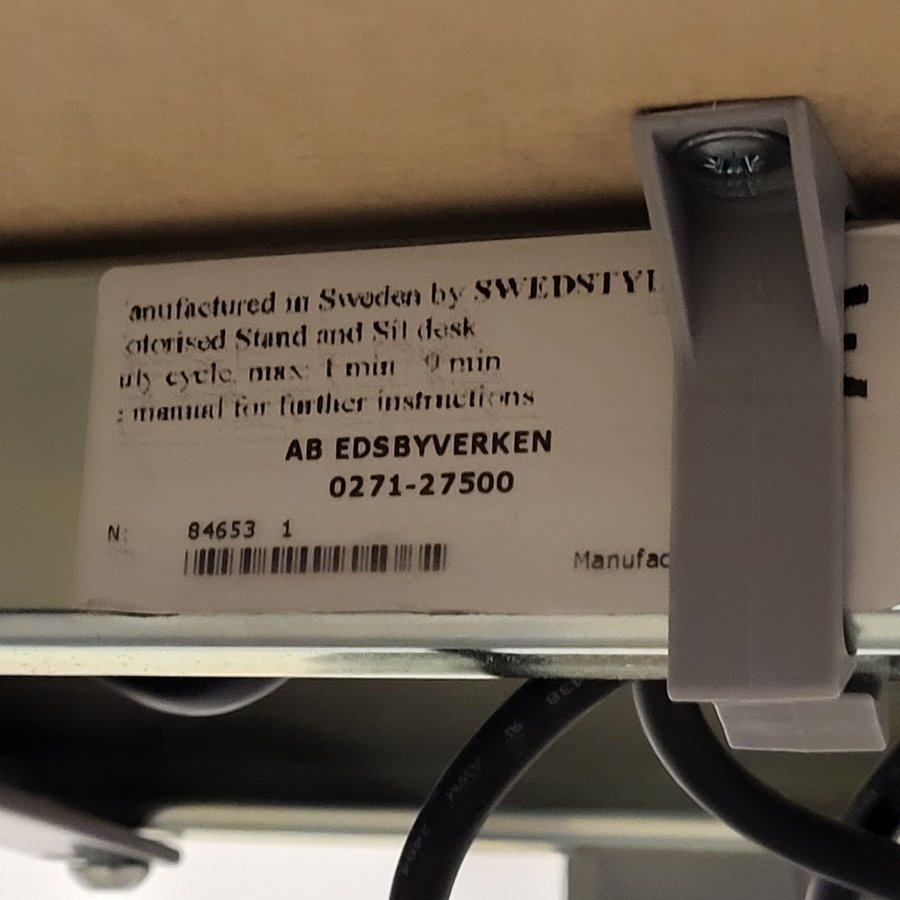 anufactured in Sweden by SWEDSTYL
otorised Stand and Sit desk
uty cycle, max: 1 min 9 min
: manual for further instructions
AB EDSBYVERKEN
0271-27500
N: 84653 1
Manufac